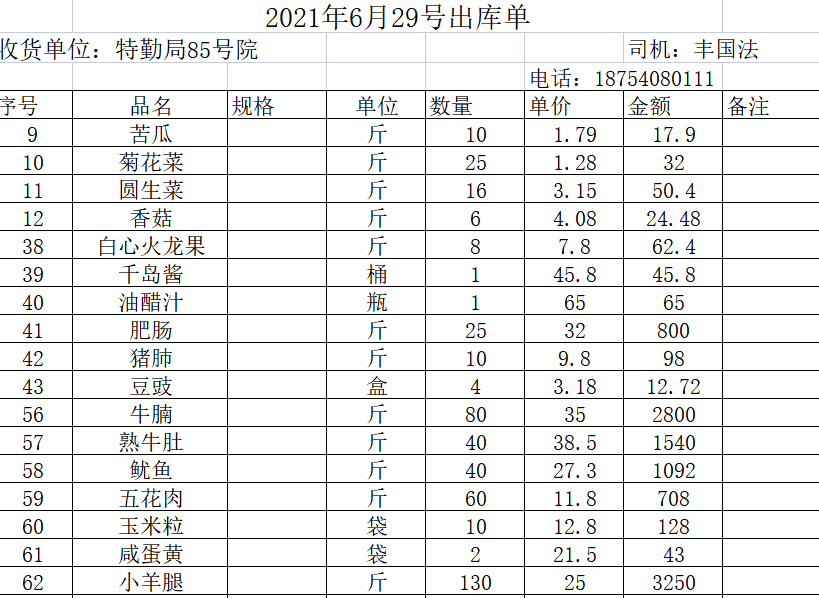 2021年6月29号出库单
收货单位：特勤局85号院 司机：丰国法
电话：18754080111
序号 品名 规格 单位 数量 单价 金额 备注
9 苦瓜 斤 10 1.79 17.9
10 菊花菜 斤 25 1.28 32
11 圆生菜 斤 16 3.15 50.4
12 香菇 斤 6 4.08 24.48
38 白心火龙果 斤 8 7.8 62.4
39 千岛酱 桶 1 45.8 45.8
40 油醋汁 瓶 1 65 65
41 肥肠 斤 25 32 800
42 猪肺 斤 10 9.8 98
43 豆豉 盒 4 3.18 12.72
56 牛腩 斤 80 35 2800
57 熟牛肚 斤 40 38.5 1540
58 鱿鱼 斤 40 27.3 1092
59 五花肉 斤 60 11.8 708
60 玉米粒 袋 10 12.8 128
61 咸蛋黄 袋 2 21.5 43
62 小羊腿 斤 130 25 3250